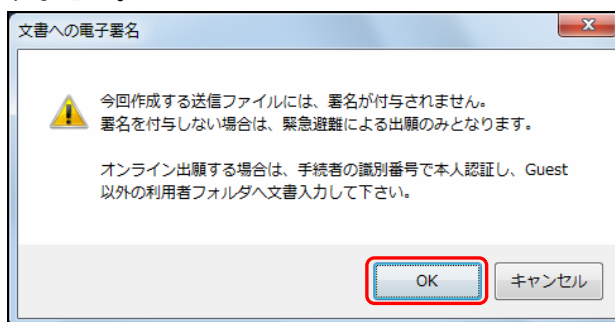 文書への電子署名
今回作成する送信ファイルには、署名が付与されません。
署名を付与しない場合は、緊急避難による出願のみとなります。
オンライン出願する場合は、手続者の識別番号で本人認証し、Guest
以外の利用者フォルダへ文書入力して下さい。
OK
キャンセル